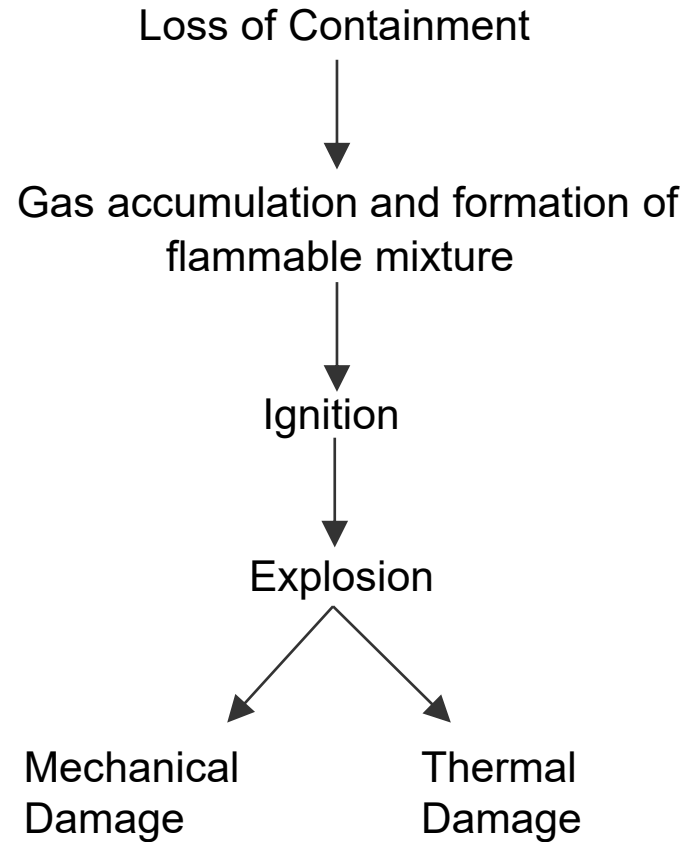 Loss of Containment
Gas accumulation and formation of
flammable mixture
Ignition
Explosion
Mechanical
Damage
Thermal
Damage